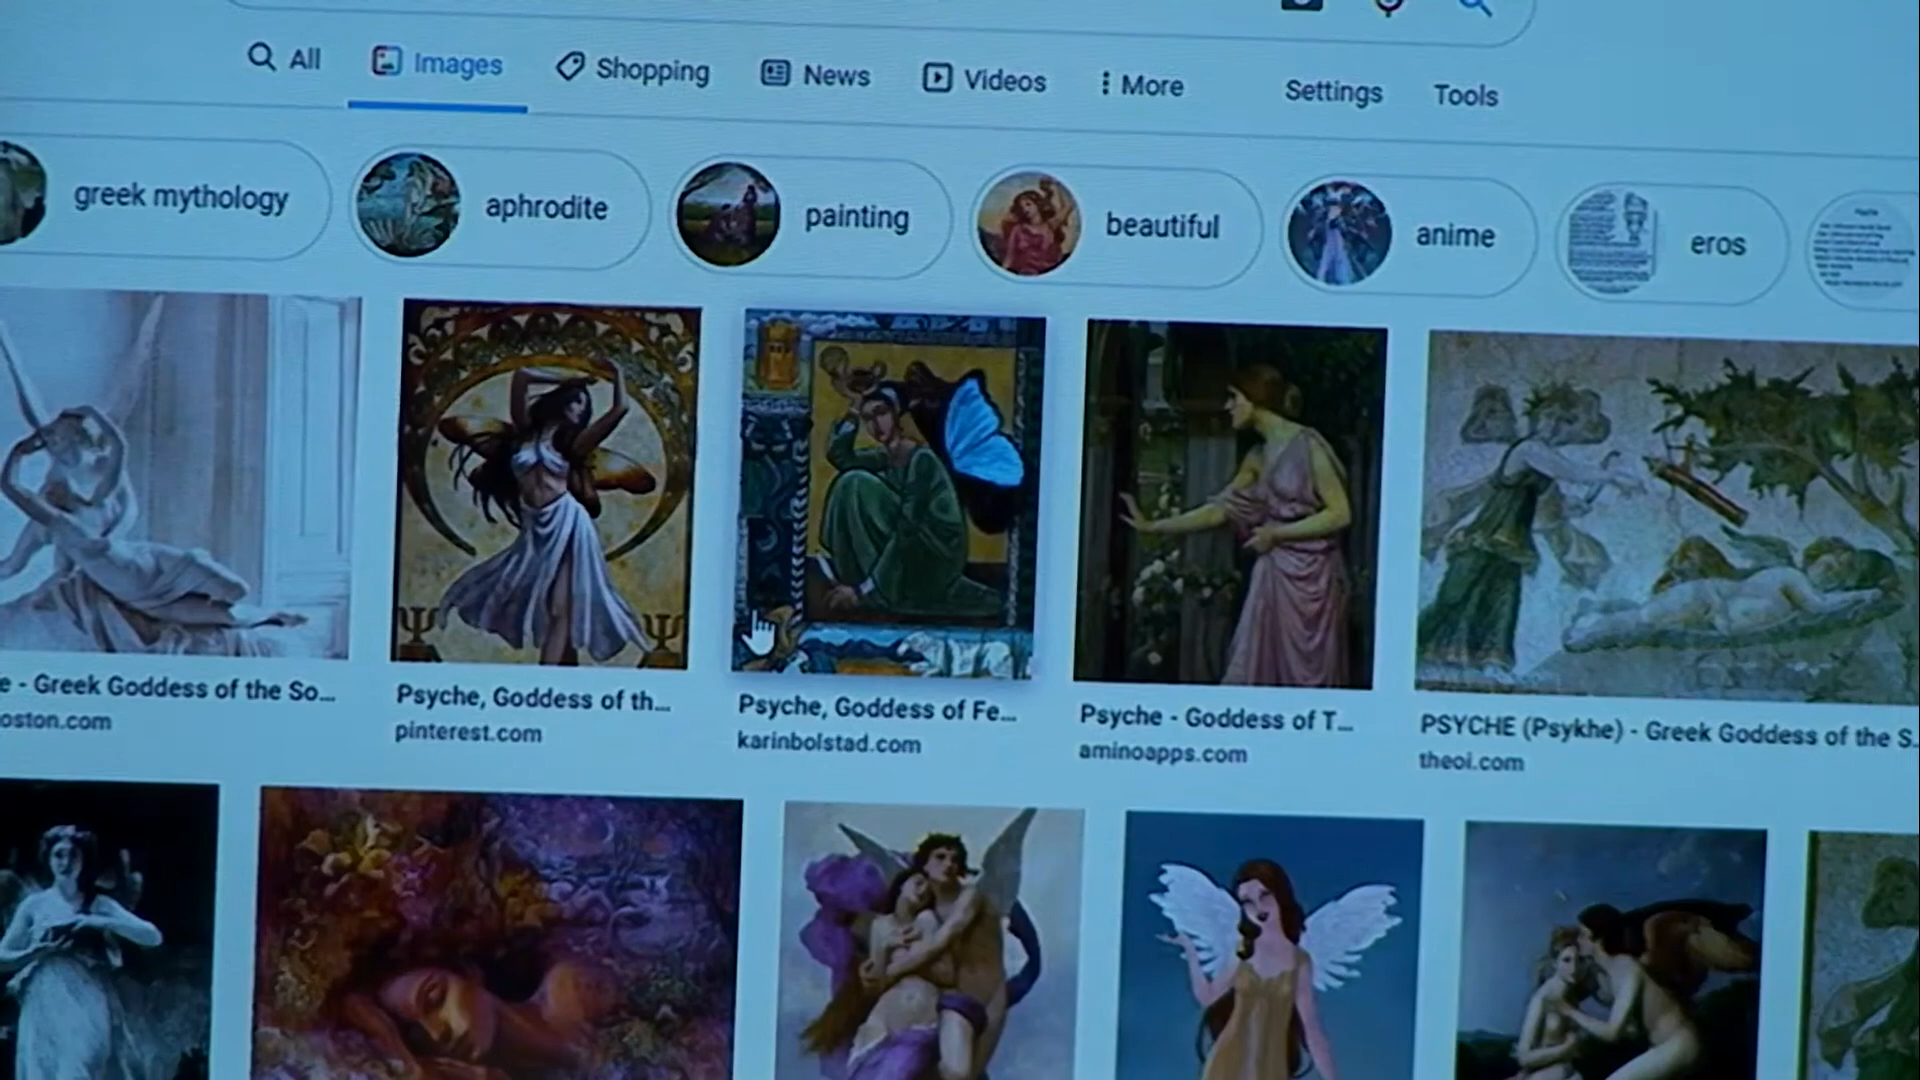 All Images Shopping News Videos More Settings Tools
greek mythology aphrodite painting beautiful anime eros
e - Greek Goddess of the So...
oston.com
Psyche, Goddess of th...
pinterest.com
Psyche, Goddess of Fe...
karinbolstad.com
Psyche - Goddess of T...
aminoapps.com
PSYCHE (Psykhe) - Greek Goddess of the S.
theoi.com
Ψ Ψ